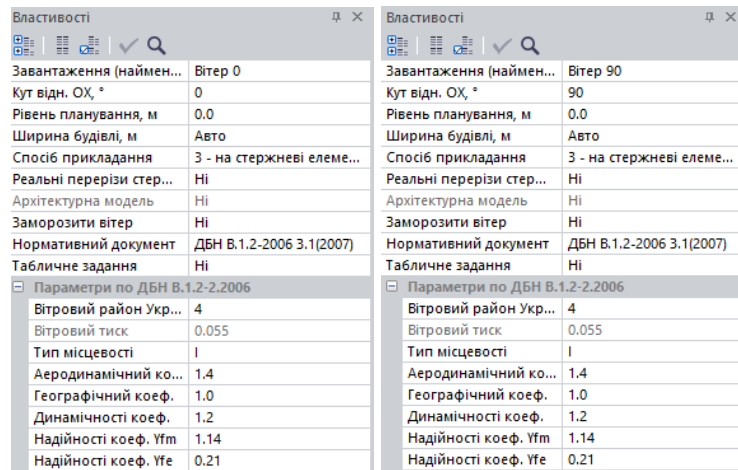 Властивості
Завантаження (наймен... Вітер 0
Кут відн. OX, ° 0
Рівень планування, м 0.0
Ширина будівлі, м Авто
Спосіб прикладання 3 - на стержневі елеме...
Реальні перерізи стер... Ні
Архітектурна модель Ні
Заморозити вітер Ні
Нормативний документ ДБН В.1.2-2006 3.1(2007)
Табличне задання Ні
Параметри по ДБН В.1.2-2.2006
Вітровий район Укр... 4
Вітровий тиск 0.055
Тип місцевості I
Аеродинамічний ко... 1.4
Географічний коеф. 1.0
Динамічності коеф. 1.2
Надійності коеф. Yfm 1.14
Надійності коеф. Yfe 0.21
Властивості
Завантаження (наймен... Вітер 90
Кут відн. OX, ° 90
Рівень планування, м 0.0
Ширина будівлі, м Авто
Спосіб прикладання 3 - на стержневі елеме...
Реальні перерізи стер... Ні
Архітектурна модель Ні
Заморозити вітер Ні
Нормативний документ ДБН В.1.2-2006 3.1(2007)
Табличне задання Ні
Параметри по ДБН В.1.2-2.2006
Вітровий район Укр... 4
Вітровий тиск 0.055
Тип місцевості I
Аеродинамічний ко... 1.4
Географічний коеф. 1.0
Динамічності коеф. 1.2
Надійності коеф. Yfm 1.14
Надійності коеф. Yfe 0.21